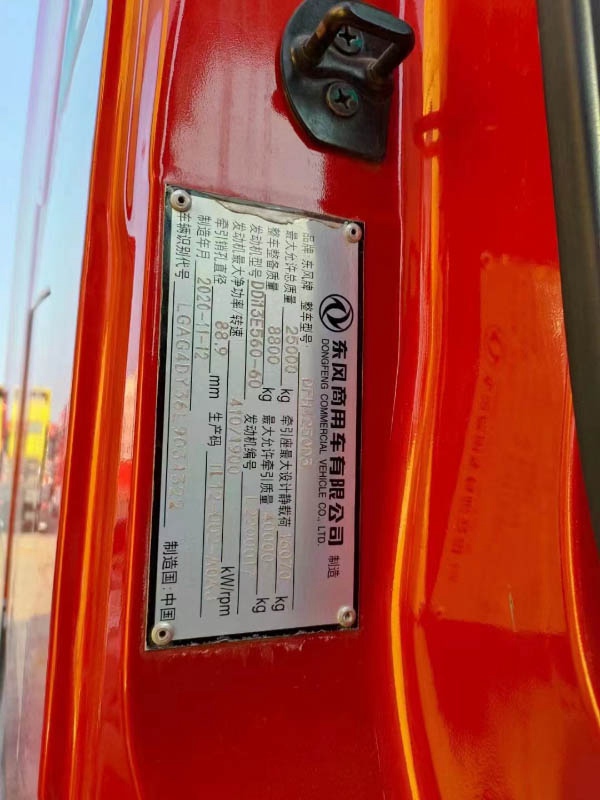 东风商用车有限公司 制造
DONGFENG COMMERCIAL VEHICLE CO., LTD.
品牌 东风牌 整车型号
最大允许总质量 25000 kg 牵引座最大设计静载荷 kg
整车整备质量 8800 kg 最大允许牵引质量 kg
发动机型号 DDi13E560-60 发动机编号
发动机最大净功率/转速 410/1900 kW/rpm
牵引销孔直径 88.9 mm 生产码
制造年月 2020-11-12
车辆识别代号 制造国:中国